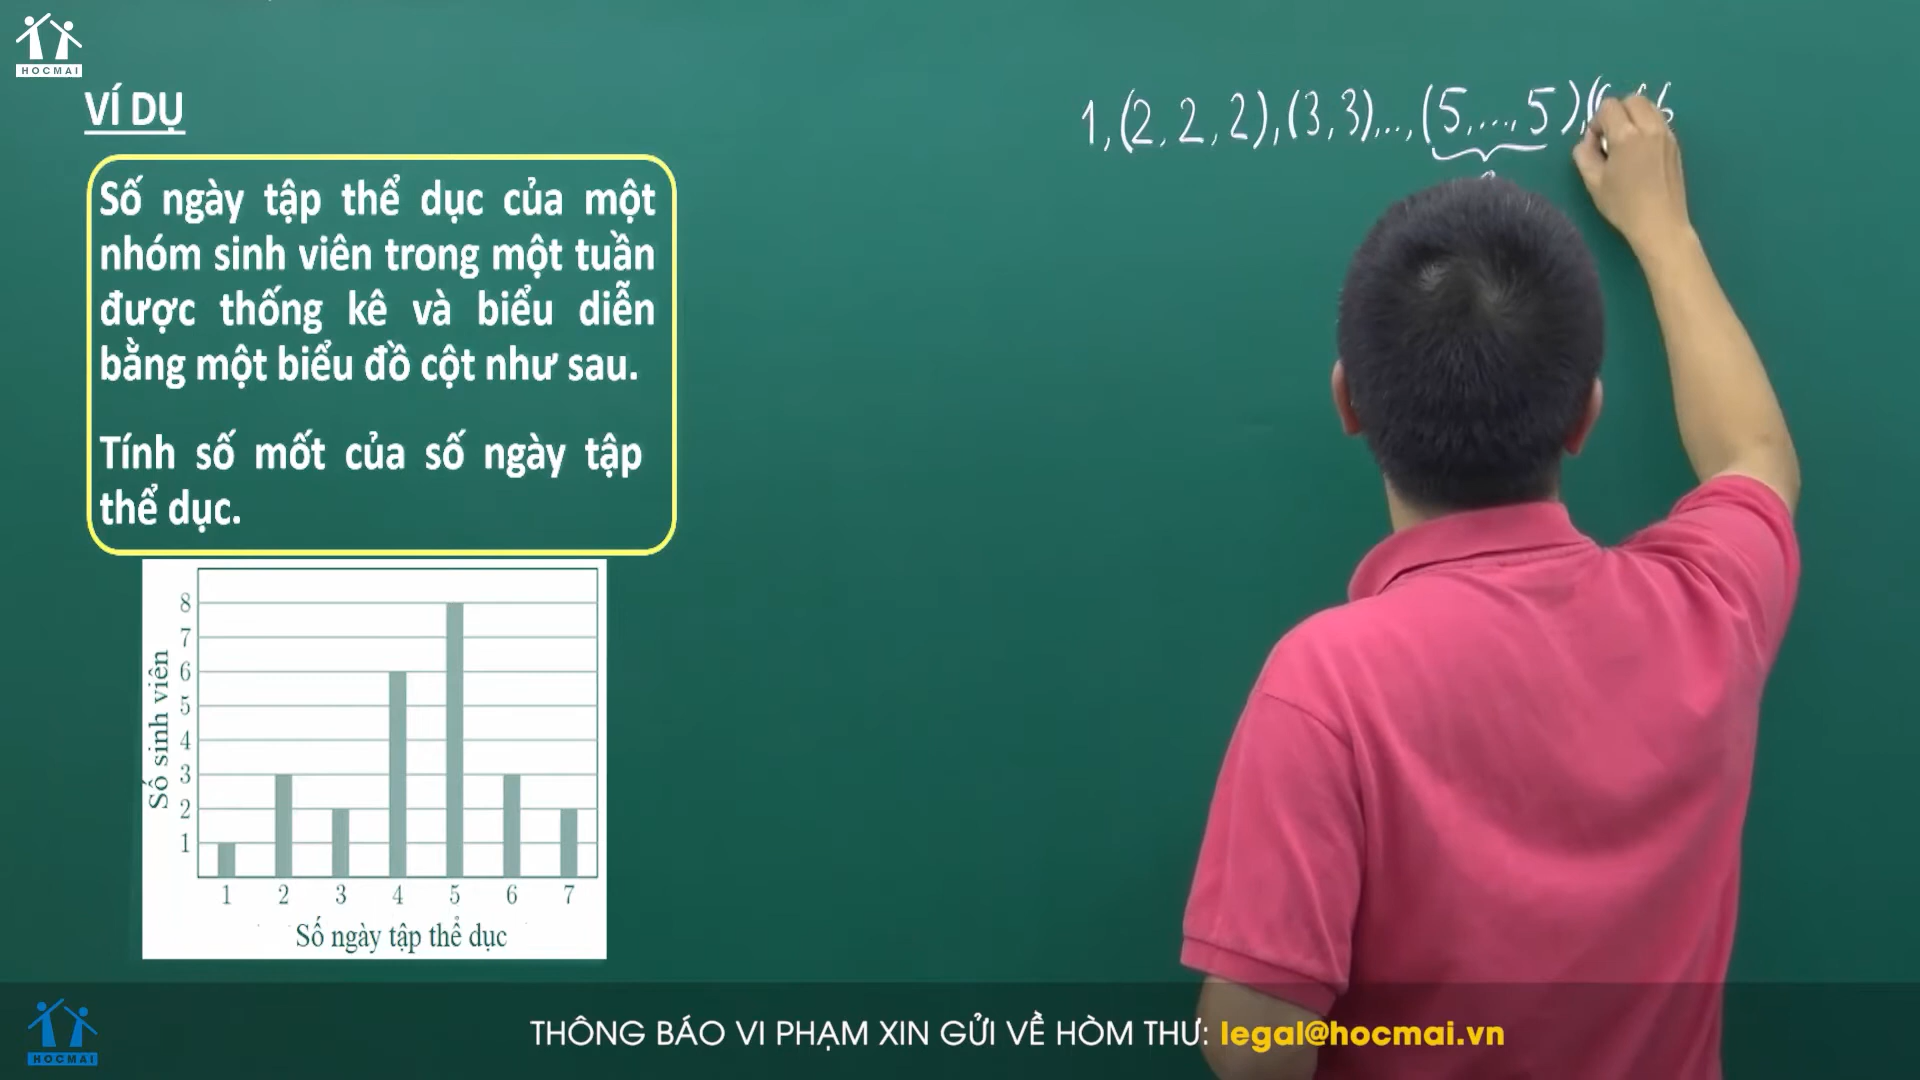 HOCMAI
VÍ DỤ
Số ngày tập thể dục của một
nhóm sinh viên trong một tuần
được thống kê và biểu diễn
bằng một biểu đồ cột như sau.
Tính số mốt của số ngày tập
thể dục.
1, (2, 2, 2), (3, 3), ..., (5, ..., 5), (
8
7
6
5
4
3
2
1
Số sinh viên
1 2 3 4 5 6 7
Số ngày tập thể dục
HOCMAI
THÔNG BÁO VI PHẠM XIN GỬI VỀ HÒM THƯ: legal@hocmai.vn